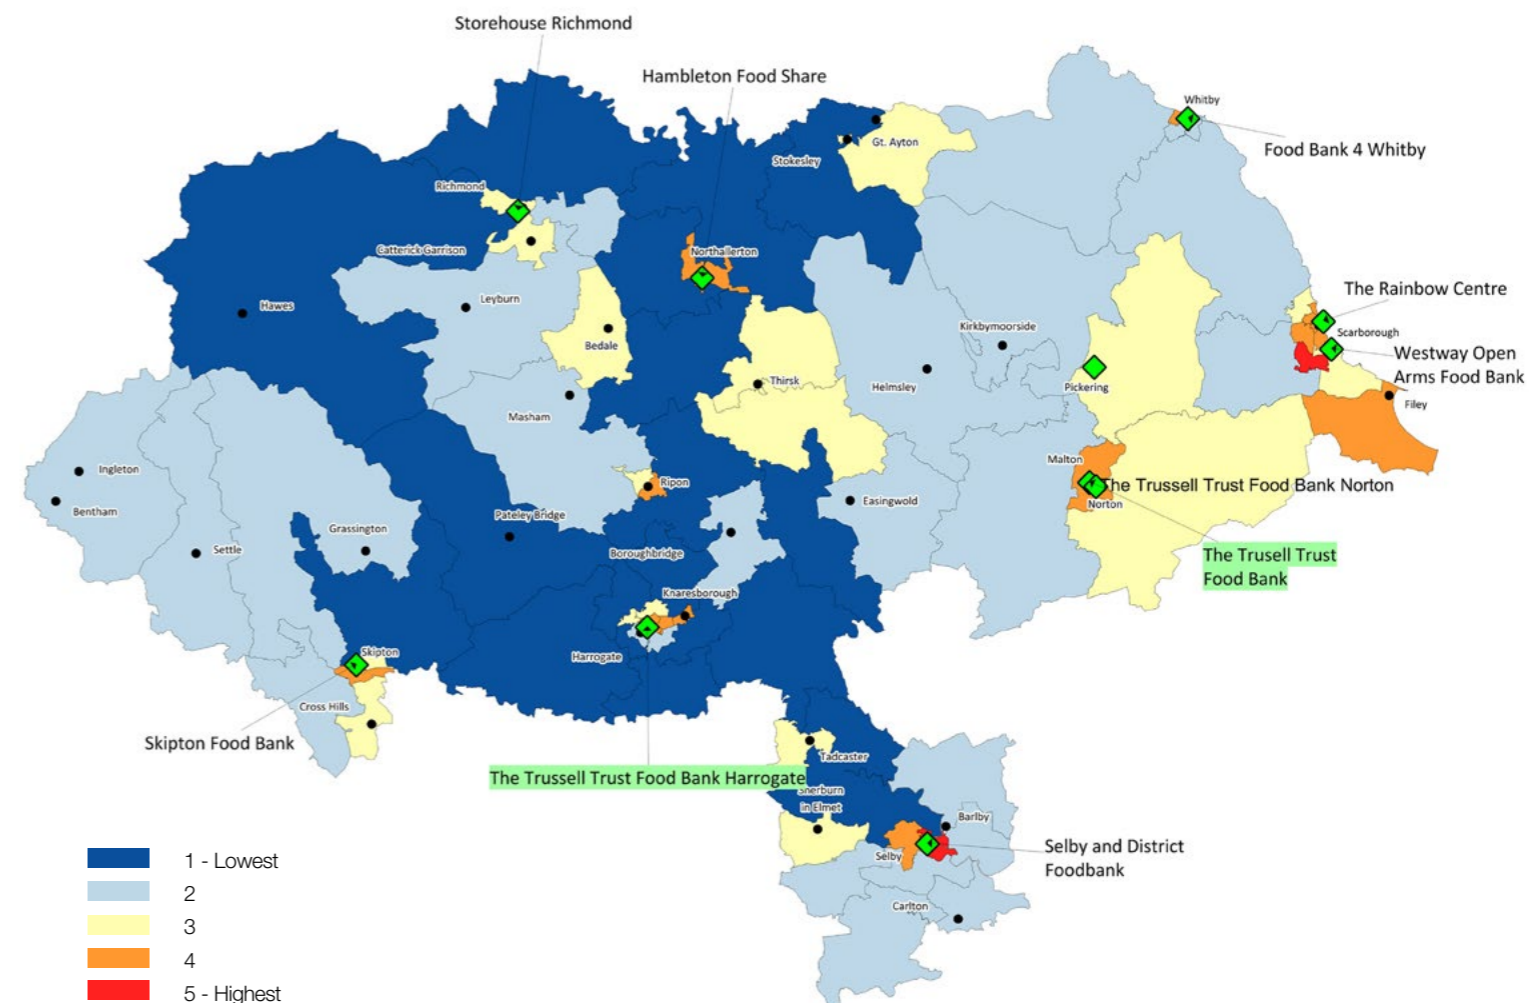 Storehouse Richmond
Hambleton Food Share
Whitby
Food Bank 4 Whitby
Gt. Ayton
Stokesley
Richmond
Catterick Garrison
Northallerton
The Rainbow Centre
Scarborough
Westway Open
Arms Food Bank
Hawes
Leyburn
Kirkbymoorside
Bedale
Thirsk
Helmsley
Pickering
Filey
Masham
Malton
Ingleton
Ripon
The Trussell Trust Food Bank Norton
Bentham
Pateley Bridge
Easingwold
Norton
Grassington
Settle
Boroughbridge
The Trusell Trust
Food Bank
Knaresborough
Skipton
Harrogate
Cross Hills
Skipton Food Bank
Tadcaster
The Trussell Trust Food Bank Harrogate
Sherburn
in Elmet
Barlby
Selby
Selby and District
Foodbank
Carlton
1 - Lowest
2
3
4
5 - Highest